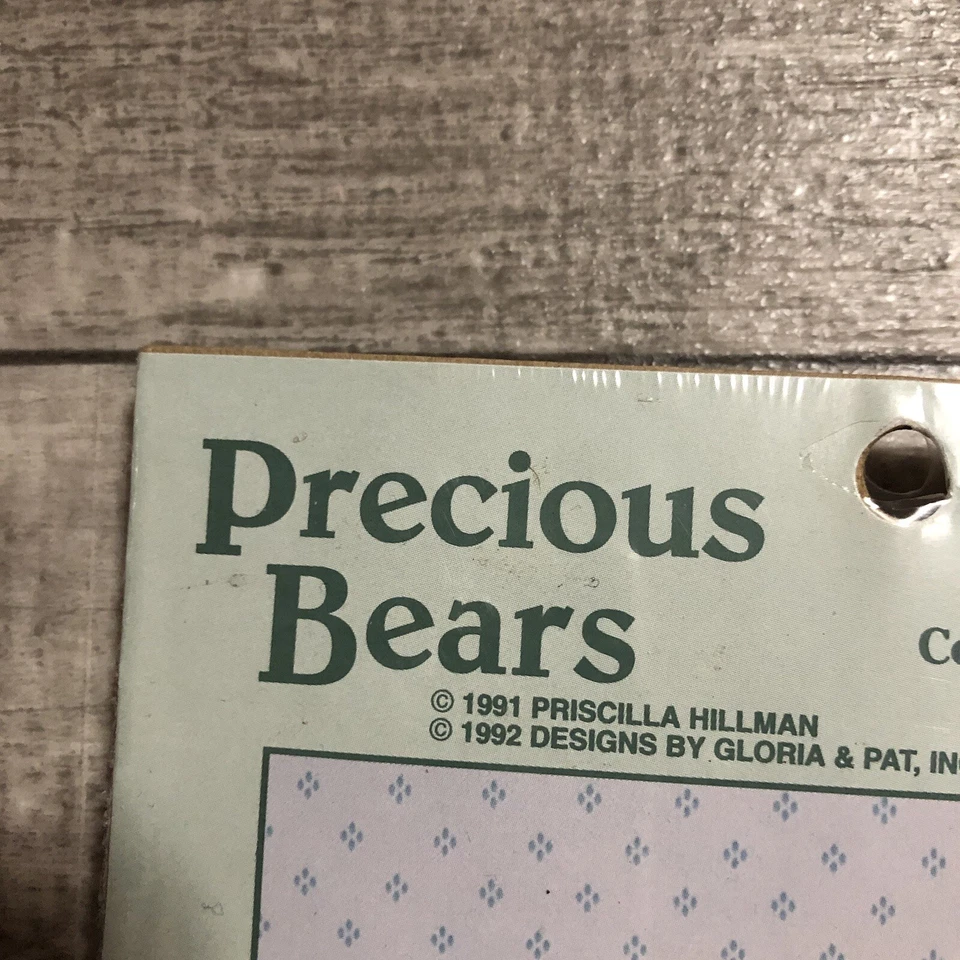 Precious
Bears
© 1991 PRISCILLA HILLMAN
© 1992 DESIGNS BY GLORIA & PAT,